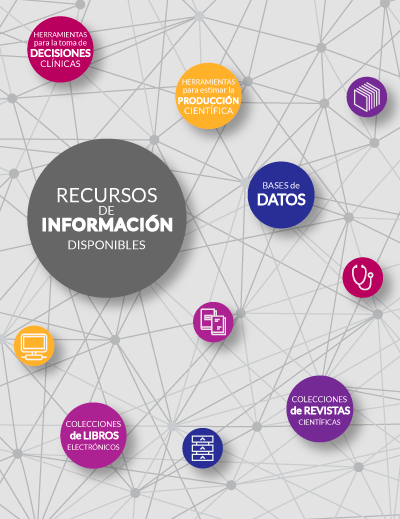 HERRAMIENTAS
para la toma de
DECISIONES
CLÍNICAS
HERRAMIENTAS
para estimar la
PRODUCCIÓN
CIENTÍFICA
RECURSOS
DE
INFORMACIÓN
DISPONIBLES
BASES de
DATOS
COLECCIONES
de REVISTAS
CIENTÍFICAS
COLECCIONES
de LIBROS
ELECTRÓNICOS